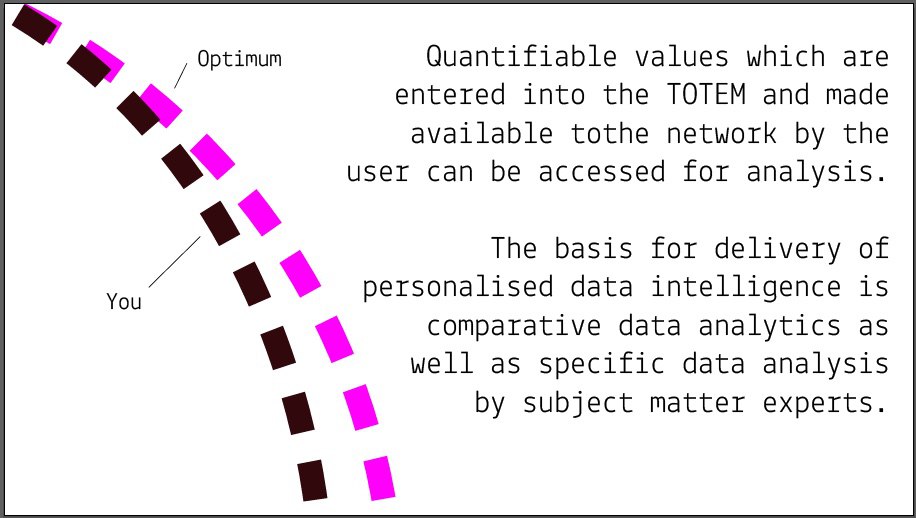 Optimum
You
Quantifiable values which are
entered into the TOTEM and made
available tothe network by the
user can be accessed for analysis.
The basis for delivery of
personalised data intelligence is
comparative data analytics as
well as specific data analysis
by subject matter experts.